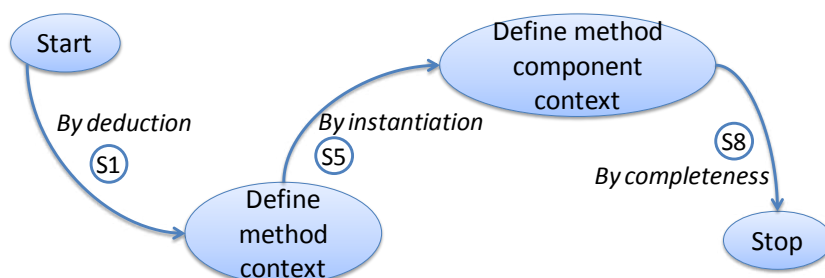 Start
By deduction
S1
Define
method
context
By instantiation
S5
Define method
component
context
S8
By completeness
Stop